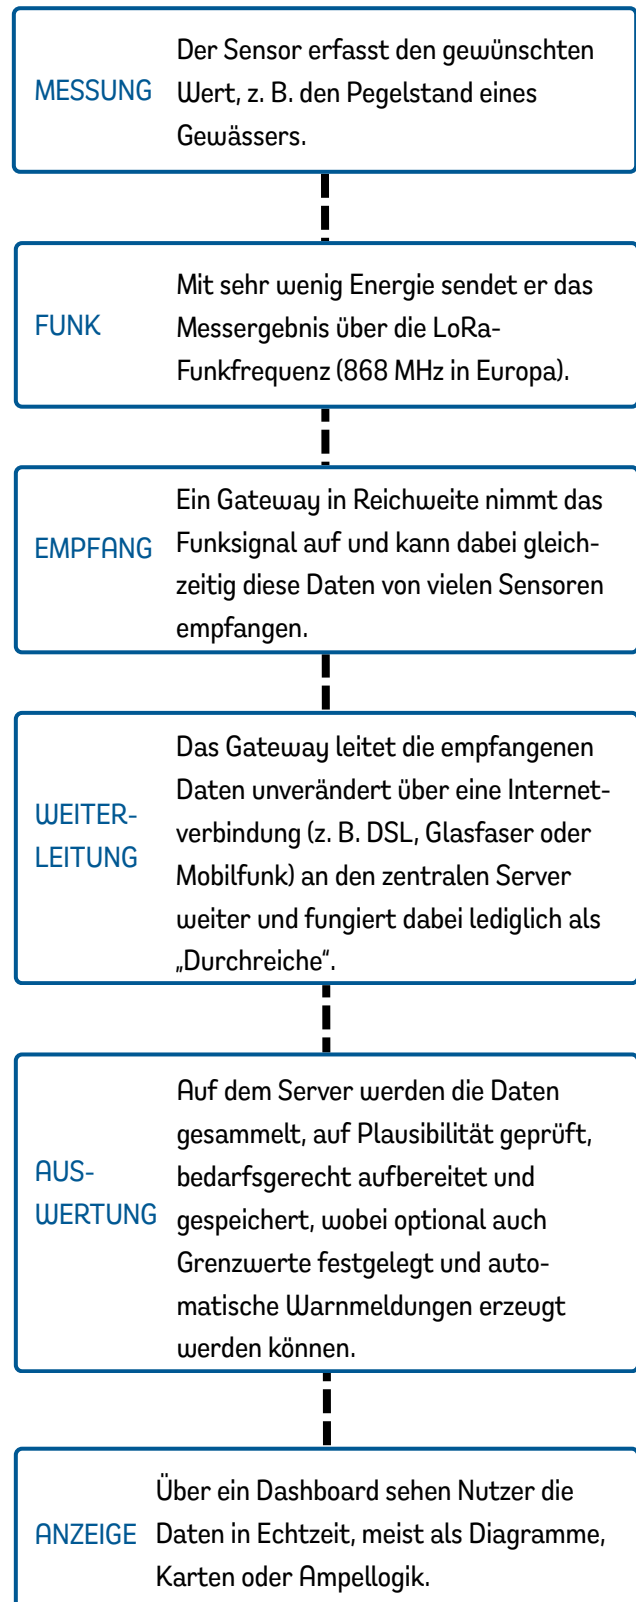 MESSUNG
Der Sensor erfasst den gewünschten
Wert, z. B. den Pegelstand eines
Gewässers.
FUNK
Mit sehr wenig Energie sendet er das
Messergebnis über die LoRa-
Funkfrequenz (868 MHz in Europa).
EMPFANG
Ein Gateway in Reichweite nimmt das
Funksignal auf und kann dabei gleich-
zeitig diese Daten von vielen Sensoren
empfangen.
WEITER-
LEITUNG
Das Gateway leitet die empfangenen
Daten unverändert über eine Internet-
verbindung (z. B. DSL, Glasfaser oder
Mobilfunk) an den zentralen Server
weiter und fungiert dabei lediglich als
„Durchreiche“.
AUS-
WERTUNG
Auf dem Server werden die Daten
gesammelt, auf Plausibilität geprüft,
bedarfsgerecht aufbereitet und
gespeichert, wobei optional auch
Grenzwerte festgelegt und auto-
matische Warnmeldungen erzeugt
werden können.
ANZEIGE
Über ein Dashboard sehen Nutzer die
Daten in Echtzeit, meist als Diagramme,
Karten oder Ampellogik.